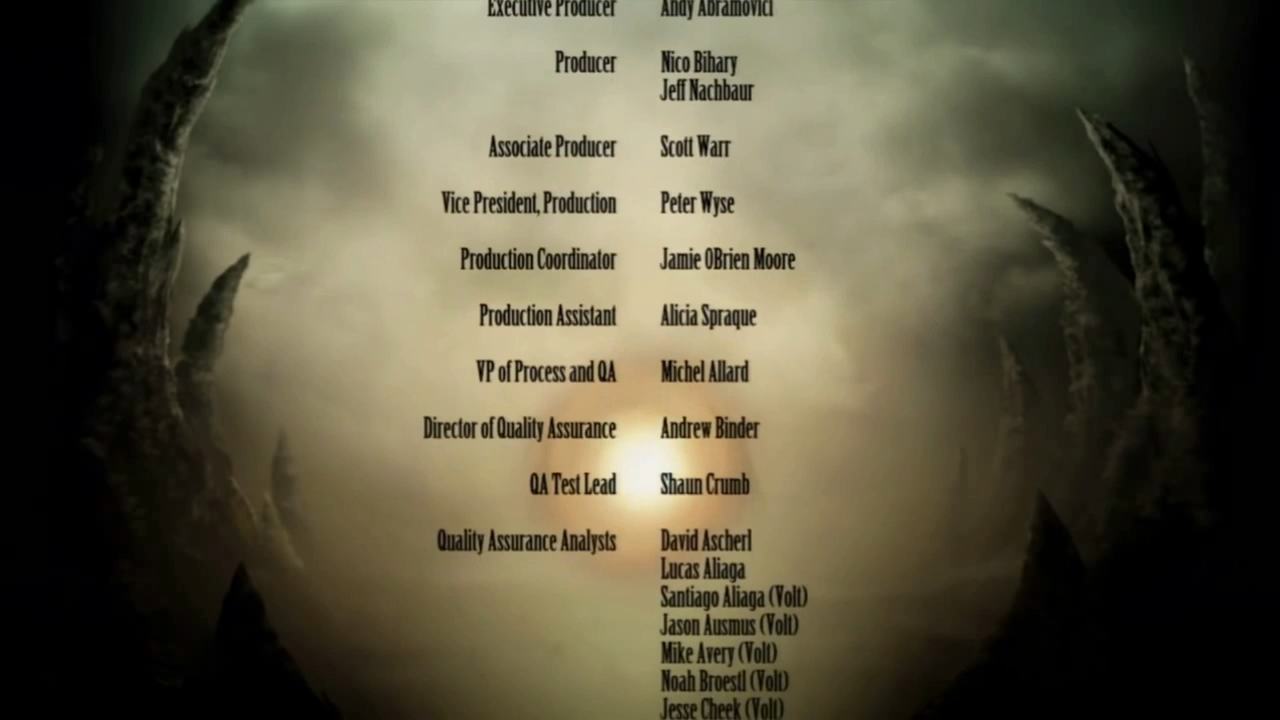 Executive Producer Andy Abramovici
Producer Nico Bihary
Jeff Nachbaur
Associate Producer Scott Warr
Vice President, Production Peter Wyse
Production Coordinator Jamie OBrien Moore
Production Assistant Alicia Spraque
VP of Process and QA Michel Allard
Director of Quality Assurance Andrew Binder
QA Test Lead Shaun Crumb
Quality Assurance Analysts David Ascherl
Lucas Aliaga
Santiago Aliaga (Volt)
Jason Ausmus (Volt)
Mike Avery (Volt)
Noah Broestl (Volt)
Jesse Cheek (Volt)